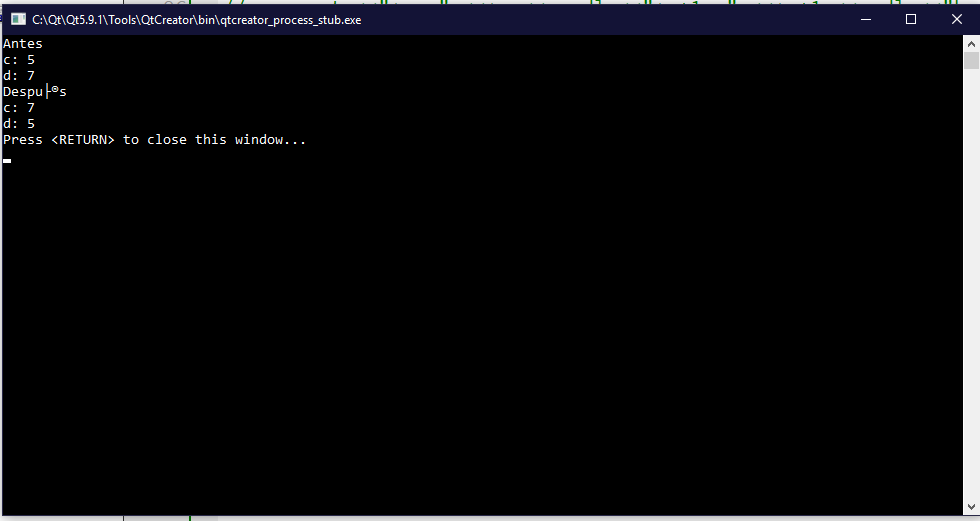 C:\Qt\Qt5.9.1\Tools\QtCreator\bin\qtcreator_process_stub.exe
Antes
c: 5
d: 7
Despu├®s
c: 7
d: 5
Press <RETURN> to close this window...